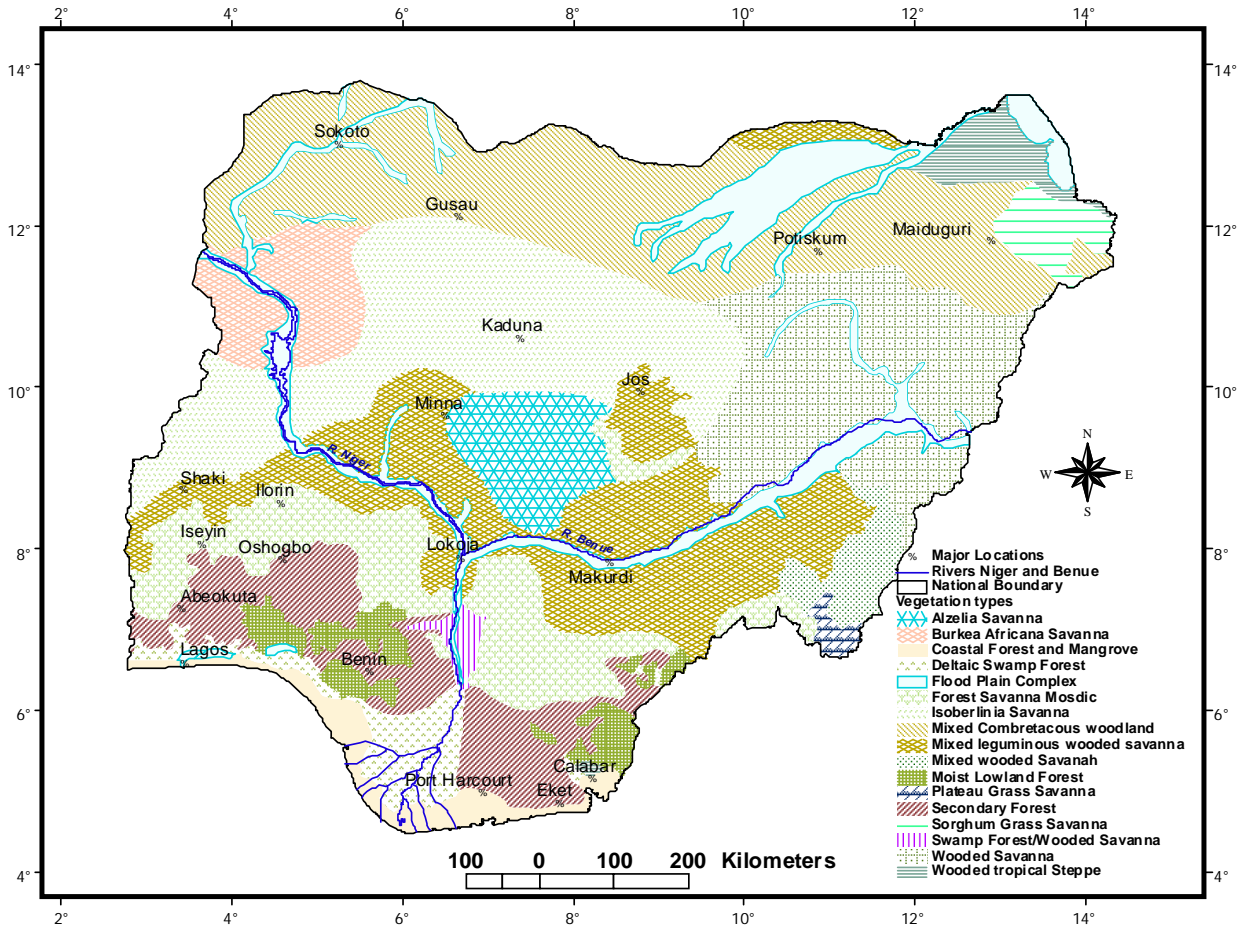 2° 4° 6° 8° 10° 12° 14°
14° 14°
Sokoto
Gusau
12° 12°
Potiskum
Maiduguri
Kaduna
10° 10°
Jos
Minna
R. Niger
Shaki
Ilorin
N
W E
S
Iseyin
Oshogbo
Lokoja
R. Benue
8° 8°
Makurdi
Abeokuta
Lagos
Benin
6° 6°
Calabar
Port Harcourt
Eket
% Major Locations
Rivers Niger and Benue
National Boundary
Vegetation types
Alzelia Savanna
Burkea Africana Savanna
Coastal Forest and Mangrove
Deltaic Swamp Forest
Flood Plain Complex
Forest Savanna Mosdic
Isoberlinia Savanna
Mixed Combretacous woodland
Mixed leguminous wooded savanna
Mixed wooded Savanah
Moist Lowland Forest
Plateau Grass Savanna
Secondary Forest
Sorghum Grass Savanna
Swamp Forest/Wooded Savanna
Wooded Savanna
Wooded tropical Steppe
100 0 100 200 Kilometers
4° 4°
2° 4° 6° 8° 10° 12° 14°